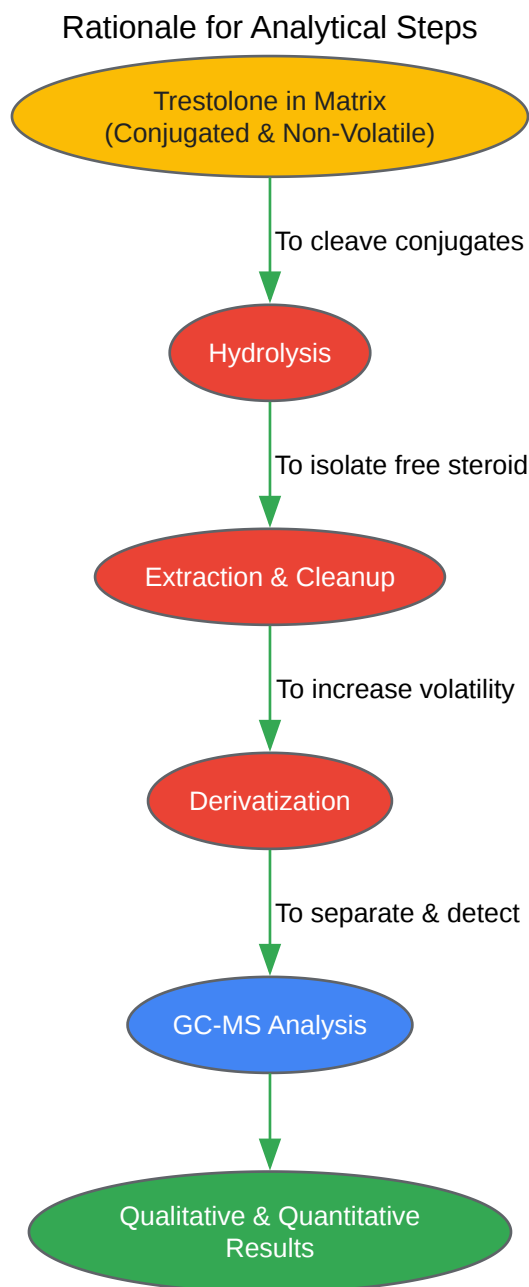 Rationale for Analytical Steps
Trestolone in Matrix
(Conjugated & Non-Volatile)
To cleave conjugates
Hydrolysis
To isolate free steroid
Extraction & Cleanup
To increase volatility
Derivatization
To separate & detect
GC-MS Analysis
Qualitative & Quantitative
Results